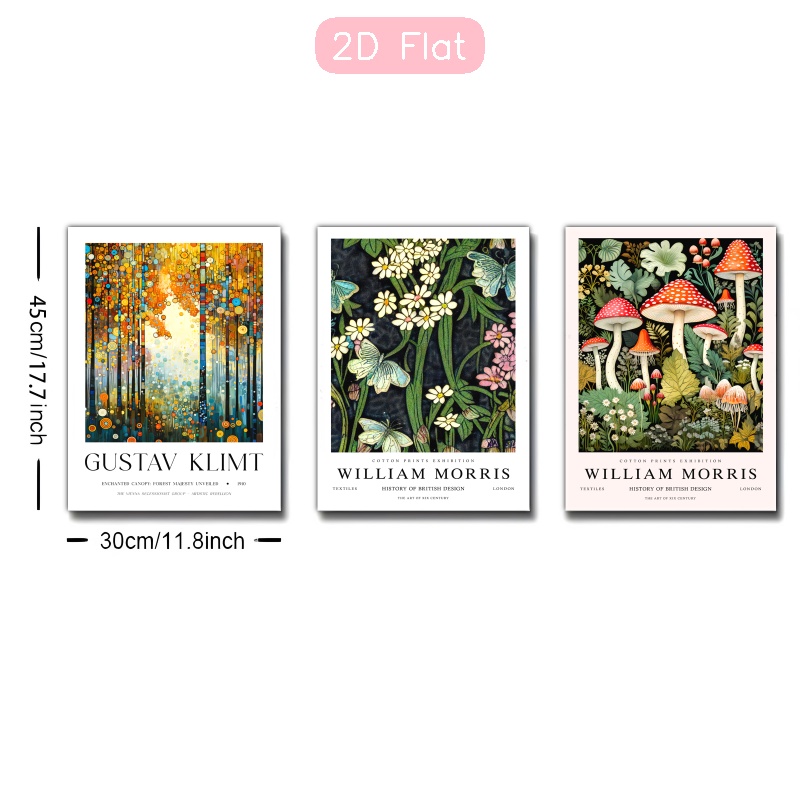 2D Flat
45cm/17.7inch
GUSTAV KLIMT
ENCHANTED CANOPY: FOREST MAJESTY UNVEILED • 1910
WILLIAM MORRIS
COTTON PRINTS EXHIBITION
TEXTILES HISTORY OF BRITISH DESIGN LONDON
THE ART OF XIX CENTURY
COTTON PRINTS EXHIBITION
WILLIAM MORRIS
TEXTILES HISTORY OF BRITISH DESIGN LONDON
THE ART OF XIX CENTURY
30cm/11.8inch